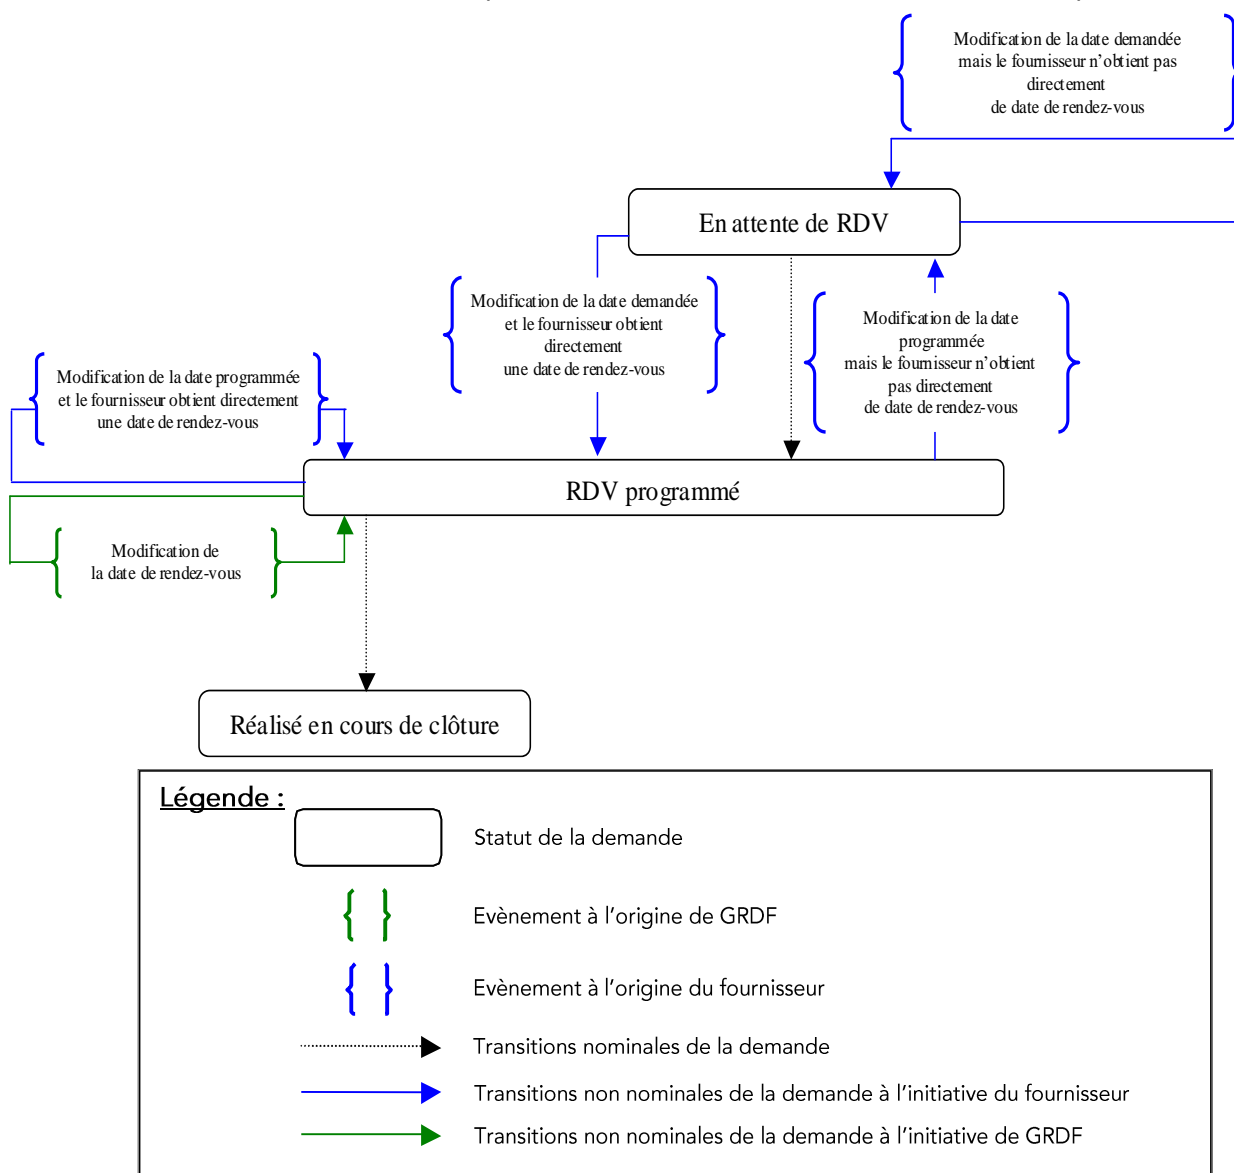 Modification de la date demandée
mais le fournisseur n'obtient pas
directement
de date de rendez-vous
En attente de RDV
Modification de la date demandée
et le fournisseur obtient
directement
une date de rendez-vous
Modification de la date
programmée
mais le fournisseur n'obtient
pas directement
de date de rendez-vous
Modification de la date programmée
et le fournisseur obtient directement
une date de rendez-vous
RDV programmé
Modification de
la date de rendez-vous
Réalisé en cours de clôture
Légende :
Statut de la demande
Evènement à l'origine de GRDF
Evènement à l'origine du fournisseur
Transitions nominales de la demande
Transitions non nominales de la demande à l'initiative du fournisseur
Transitions non nominales de la demande à l'initiative de GRDF